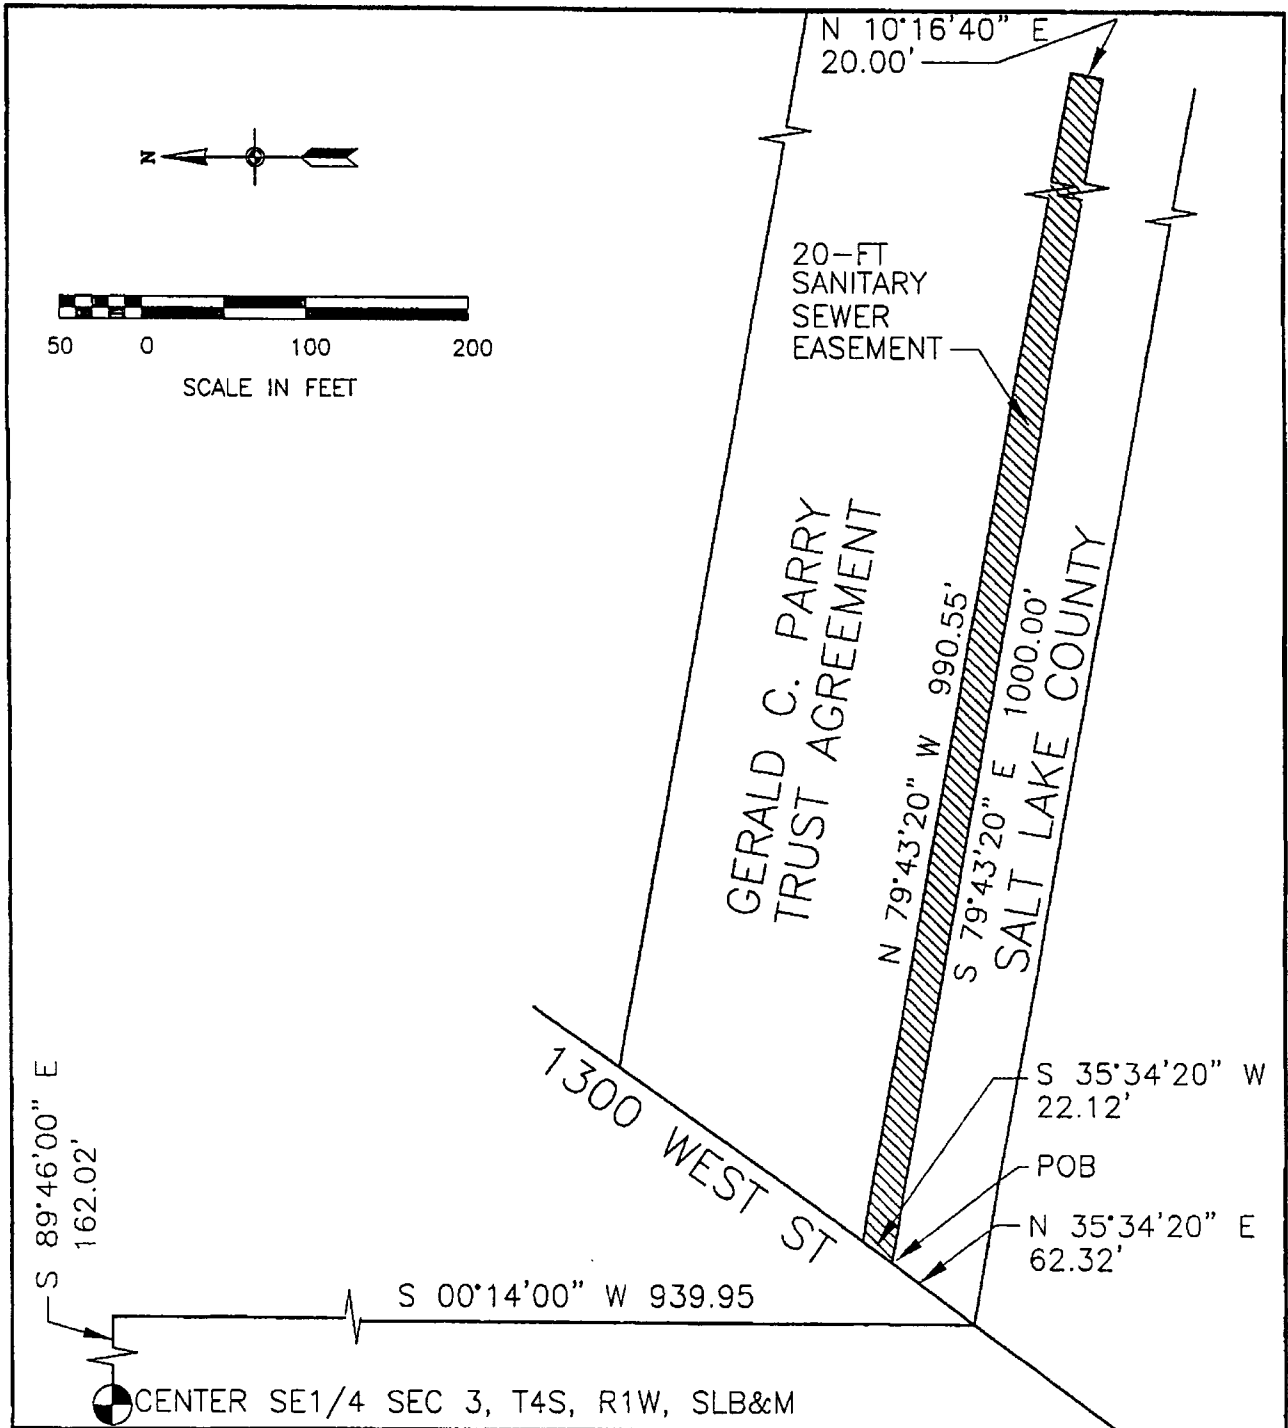 N 10°16'40" E
20.00'
N
20-FT
SANITARY
SEWER
EASEMENT
50 0 100 200
SCALE IN FEET
GERALD C. PARRY
TRUST AGREEMENT
N 79°43'20" W 990.55'
S 79°43'20" E 1000.00'
SALT LAKE COUNTY
1300 WEST ST
S 35°34'20" W
22.12'
POB
N 35°34'20" E
62.32'
S 89°46'00" E
162.02'
S 00°14'00" W 939.95
CENTER SE1/4 SEC 3, T4S, R1W, SLB&M